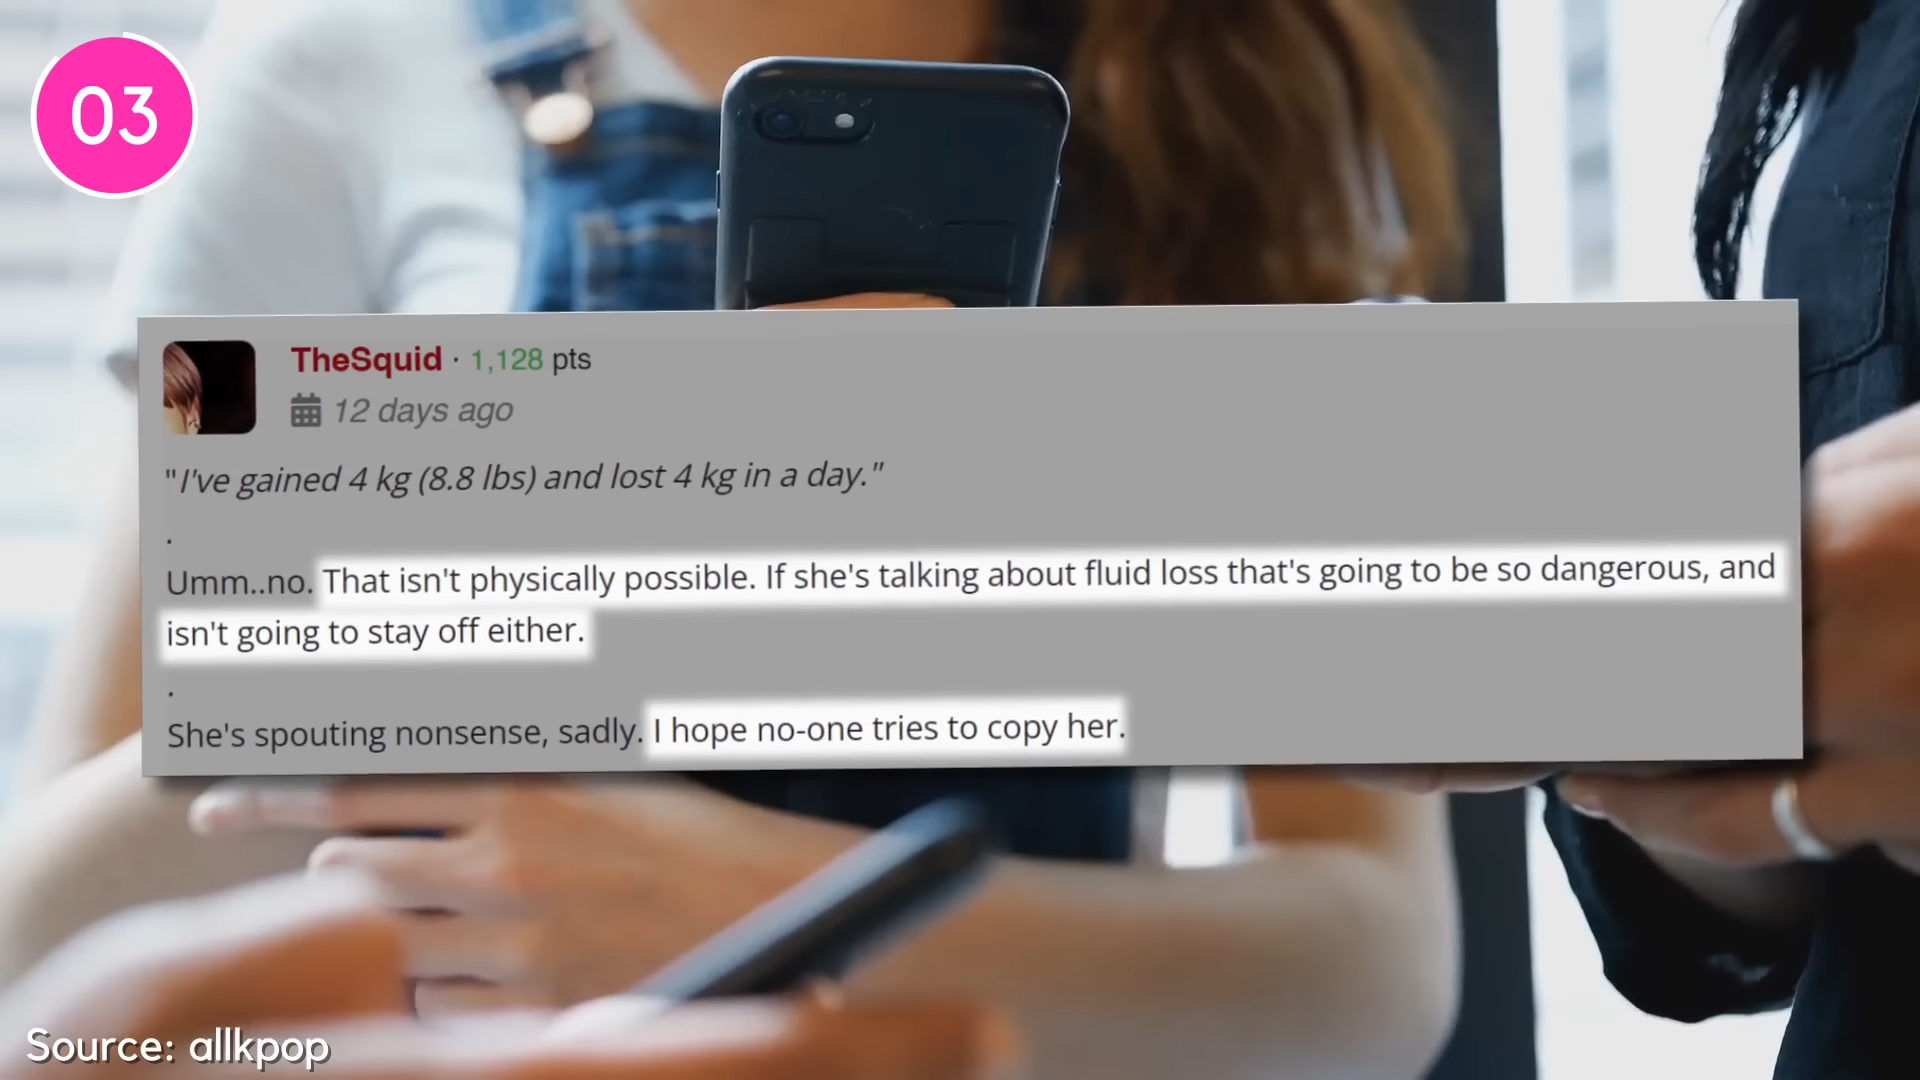 03
TheSquid · 1,128 pts
12 days ago
"I've gained 4 kg (8.8 lbs) and lost 4 kg in a day."
.
Umm..no. That isn't physically possible. If she's talking about fluid loss that's going to be so dangerous, and
isn't going to stay off either.
.
She's spouting nonsense, sadly. I hope no-one tries to copy her.
Source: allkpop